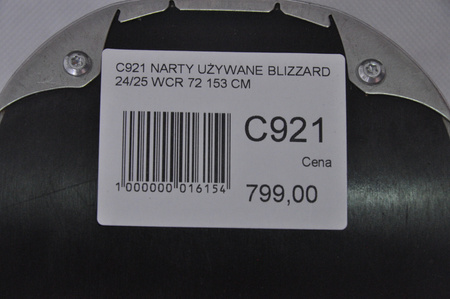 C921 NARTY UŻYWANE BLIZZARD
24/25 WCR 72 153 CM
C921
Cena
1 000000 016154
799,00